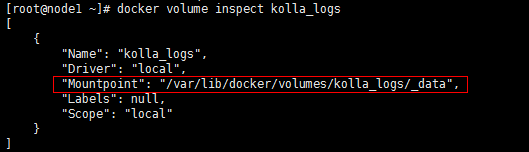 [root@node1 ~]# docker volume inspect kolla_logs
[
    {
        "Name": "kolla_logs",
        "Driver": "local",
        "Mountpoint": "/var/lib/docker/volumes/kolla_logs/_data",
        "Labels": null,
        "Scope": "local"
    }
]